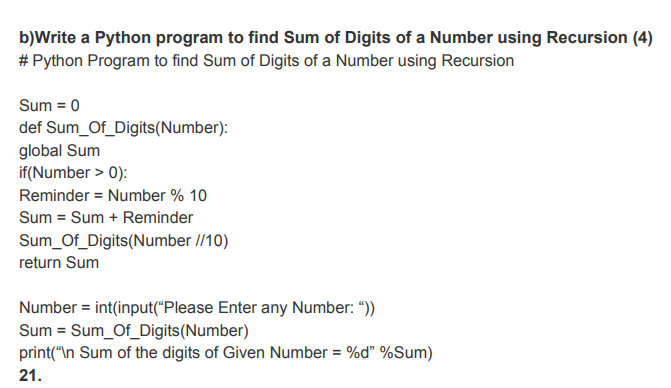 b)Write a Python program to find Sum of Digits of a Number using Recursion (4)
# Python Program to find Sum of Digits of a Number using Recursion
Sum = 0
def Sum_Of_Digits(Number):
global Sum
if(Number > 0):
Reminder = Number % 10
Sum = Sum + Reminder
Sum_Of_Digits(Number //10)
return Sum
Number = int(input(“Please Enter any Number: “))
Sum = Sum_Of_Digits(Number)
print(“\n Sum of the digits of Given Number = %d” %Sum)
21.